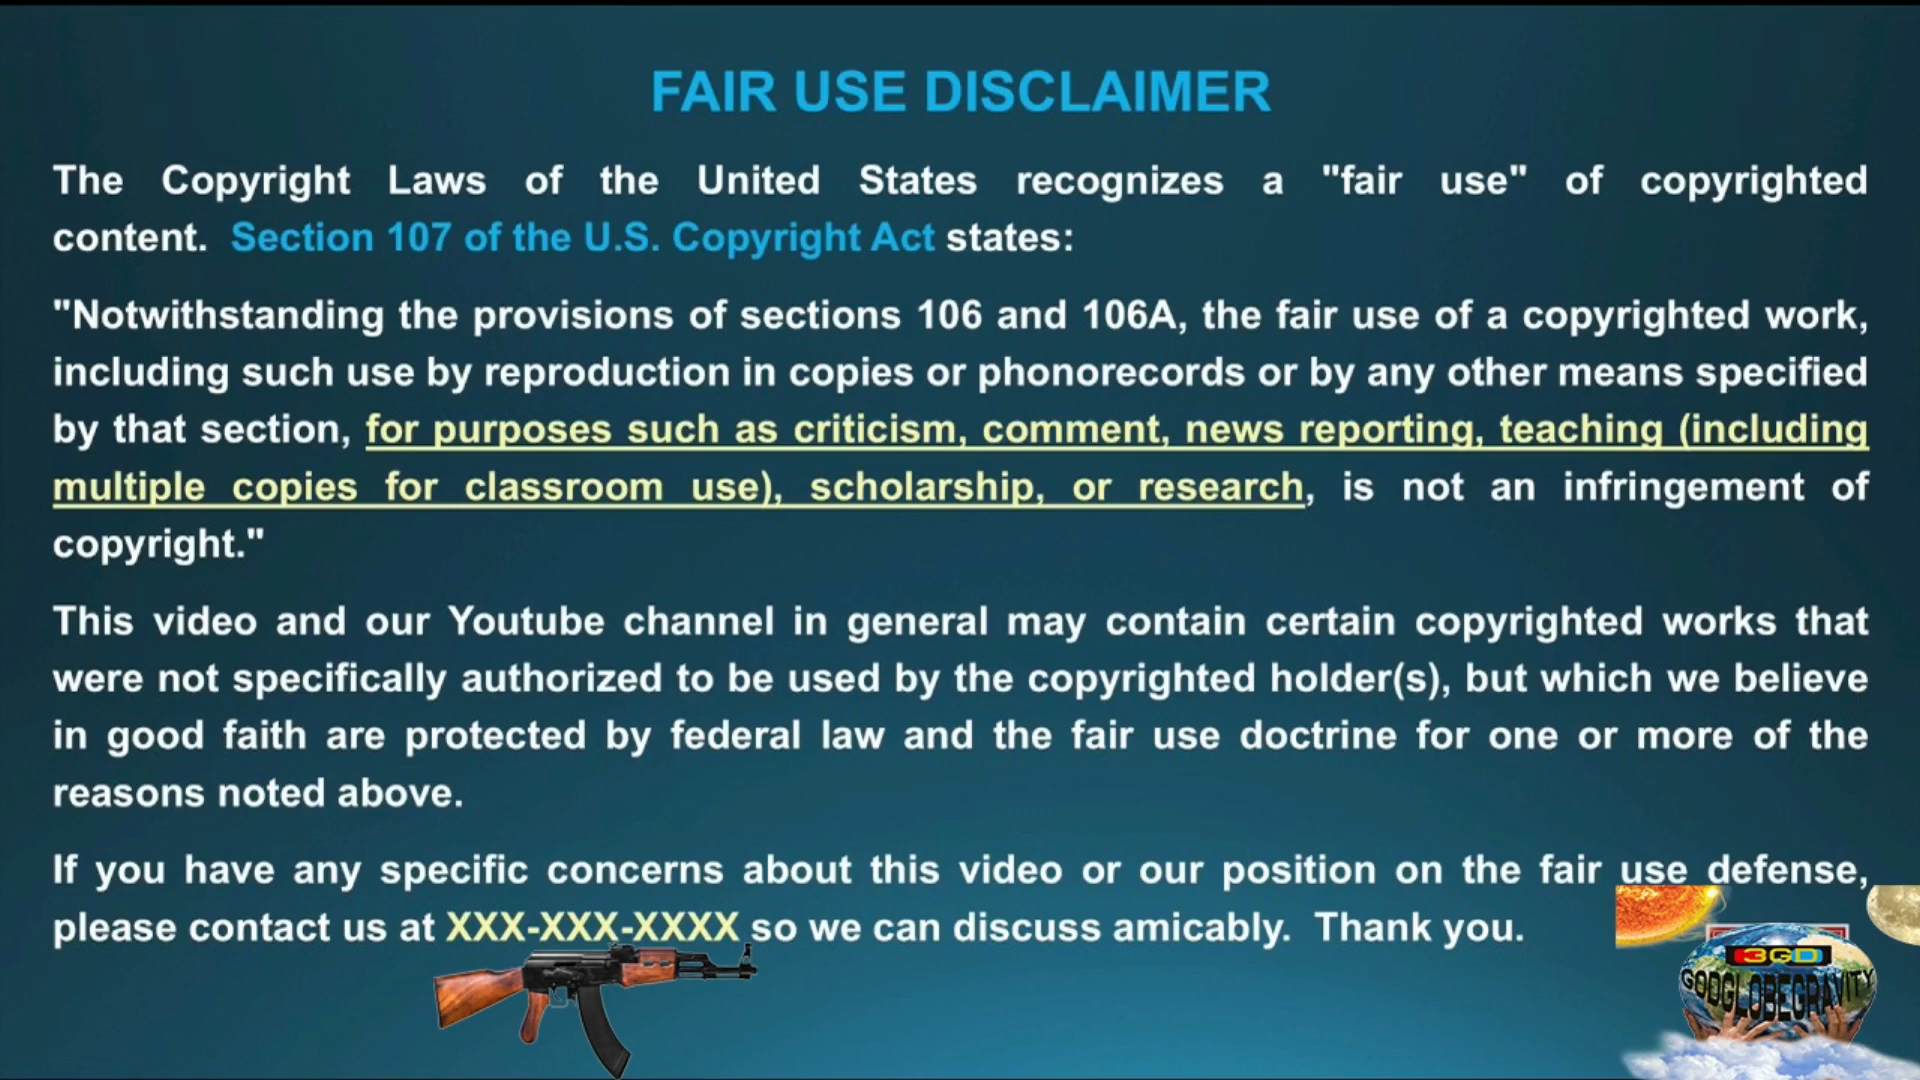 FAIR USE DISCLAIMER
The Copyright Laws of the United States recognizes a "fair use" of copyrighted
content. Section 107 of the U.S. Copyright Act states:
"Notwithstanding the provisions of sections 106 and 106A, the fair use of a copyrighted work,
including such use by reproduction in copies or phonorecords or by any other means specified
by that section, for purposes such as criticism, comment, news reporting, teaching (including
multiple copies for classroom use), scholarship, or research, is not an infringement of
copyright."
This video and our Youtube channel in general may contain certain copyrighted works that
were not specifically authorized to be used by the copyrighted holder(s), but which we believe
in good faith are protected by federal law and the fair use doctrine for one or more of the
reasons noted above.
If you have any specific concerns about this video or our position on the fair use defense,
please contact us at XXX-XXX-XXXX so we can discuss amicably. Thank you.
3GD
GODGLOBEGRAVITY